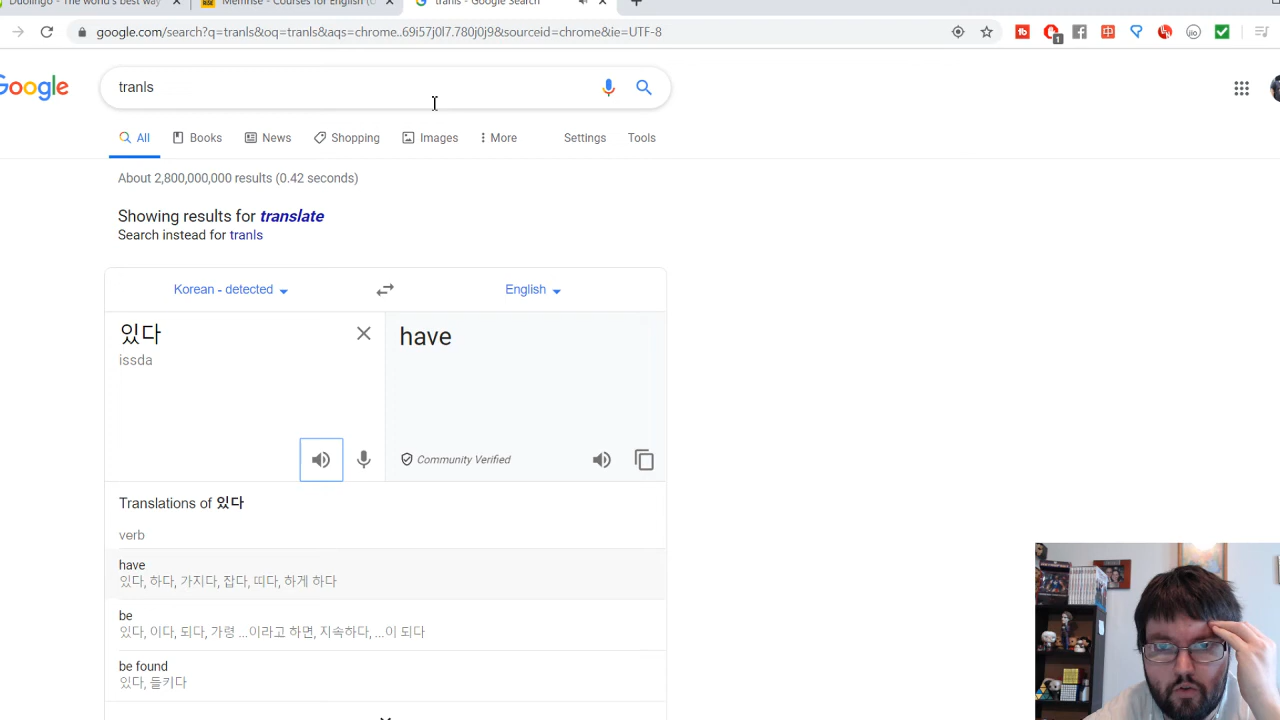 Duolingo - The world's best way
Memrise - Courses for English (
tranls - Google Search
google.com/search?q=tranls&oq=tranls&aqs=chrome..69i57j0l7.780j0j9&sourceid=chrome&ie=UTF-8
Google
tranls
All Books News Shopping Images More Settings Tools
About 2,800,000,000 results (0.42 seconds)
Showing results for translate
Search instead for tranls
Korean - detected English
있다 have
issda
Community Verified
Translations of 있다
verb
have
있다, 하다, 가지다, 잡다, 띠다, 하게 하다
be
있다, 이다, 되다, 가령 ...이라고 하면, 지속하다, ...이 되다
be found
있다, 들키다